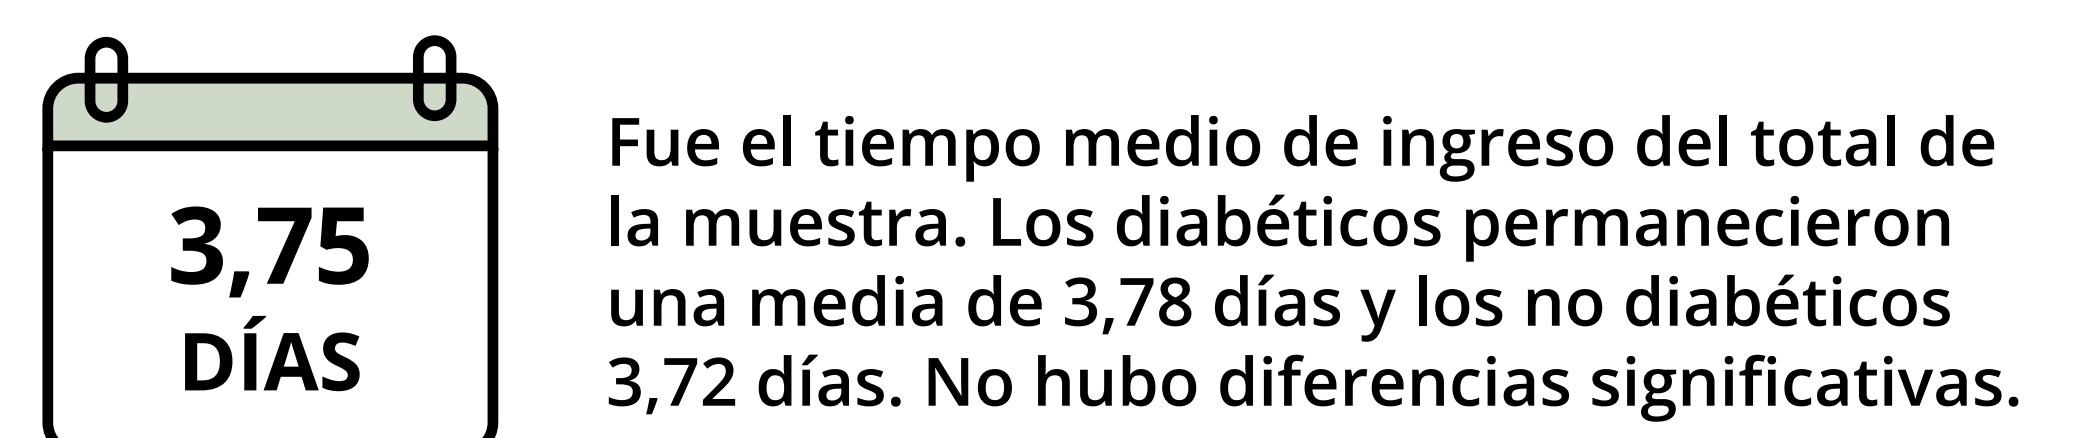 3,75
DÍAS
Fue el tiempo medio de ingreso del total de
la muestra. Los diabéticos permanecieron
una media de 3,78 días y los no diabéticos
3,72 días. No hubo diferencias significativas.